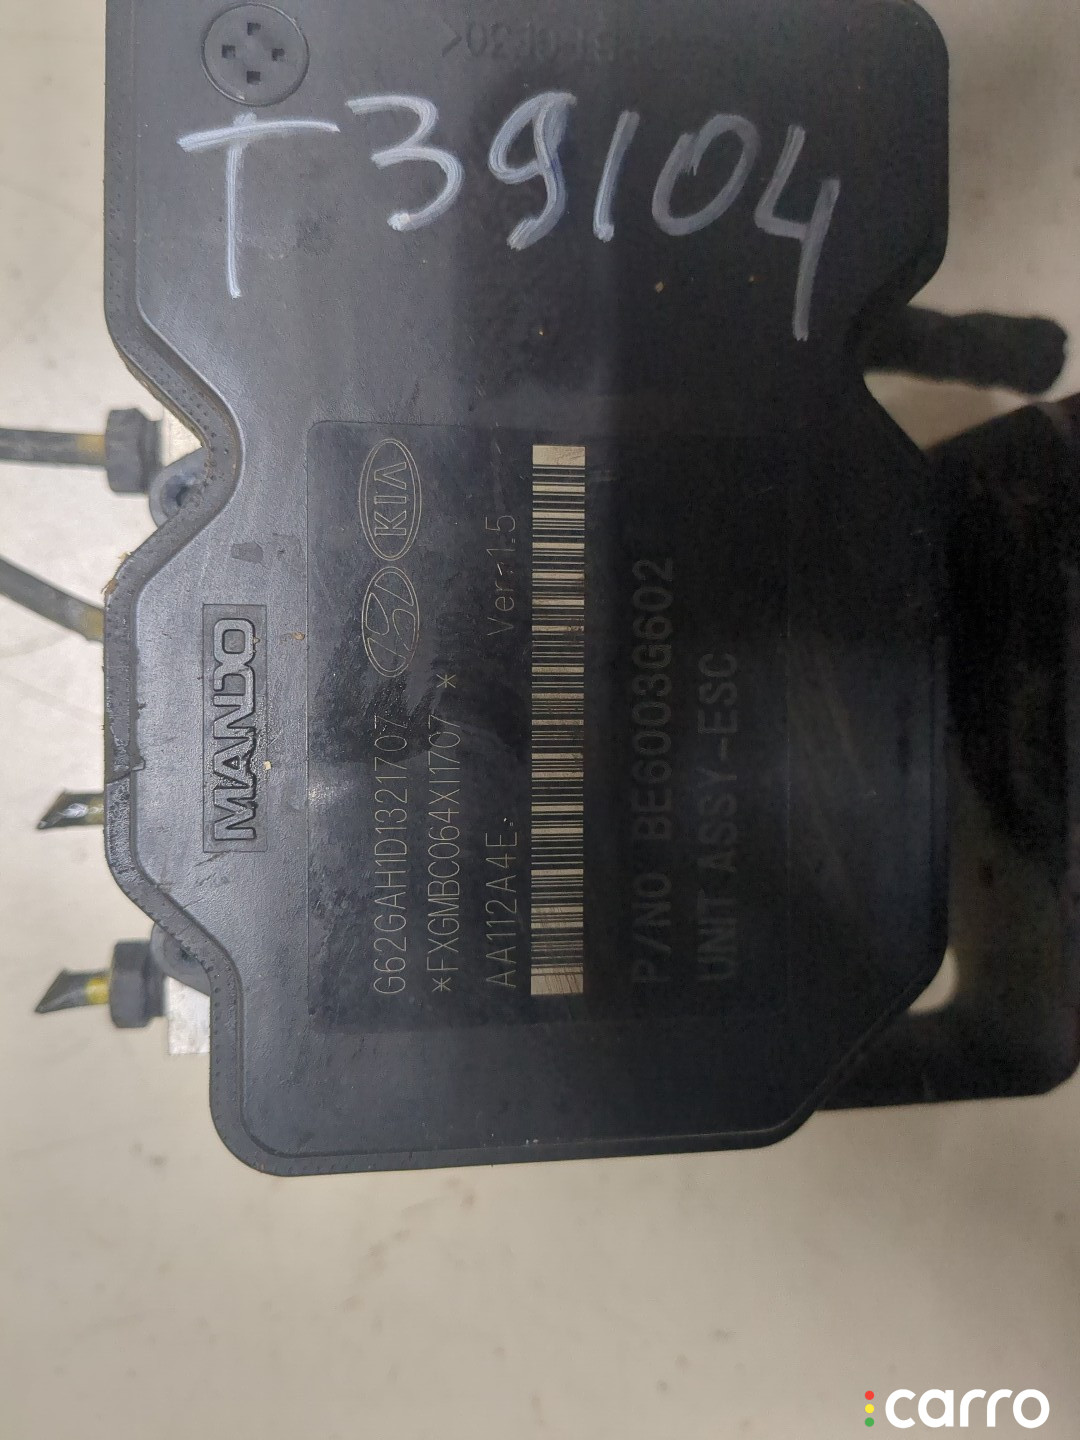 T39104
MANDO
KIA
G62GAH1D1321707
*FXGMBC064X11707 *
AA112A4E
Ver:1.5
P/NO BE6003G602
UNIT ASSY-ESC
carro